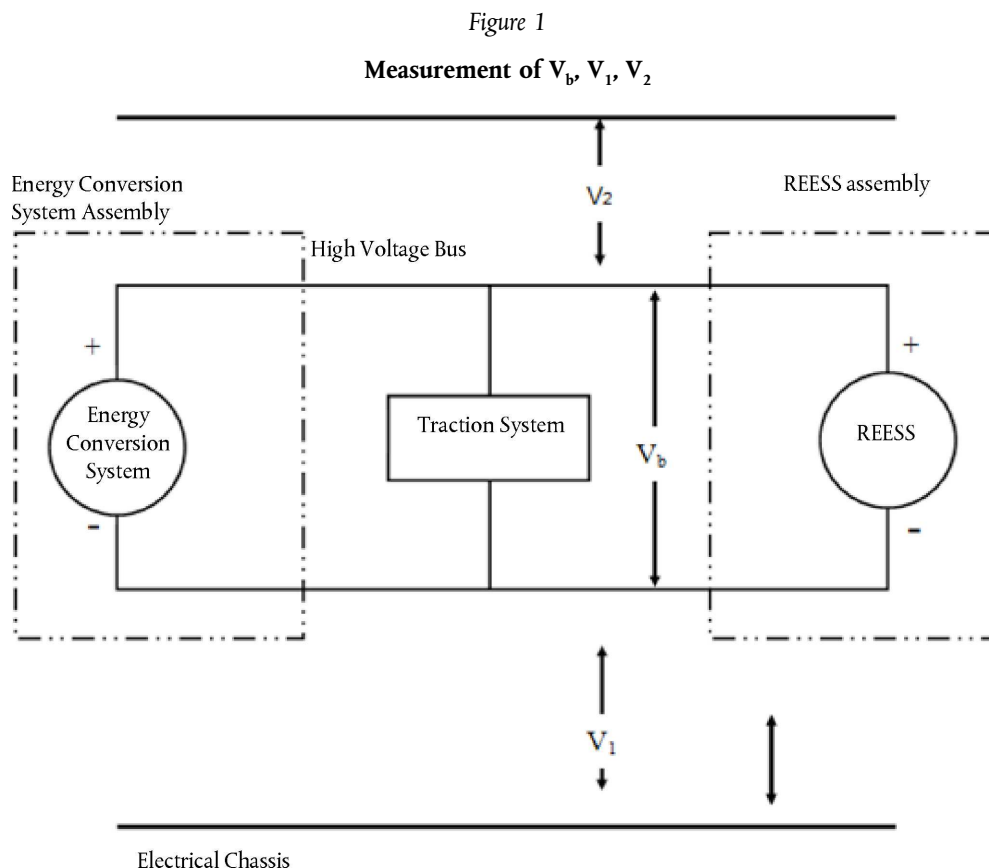 Figure 1
Measurement of Vb, V1, V2
Energy Conversion
System Assembly
REESS assembly
V2
High Voltage Bus
+
+
Energy
Conversion
System
Traction System
Vb
REESS
-
-
V1
Electrical Chassis